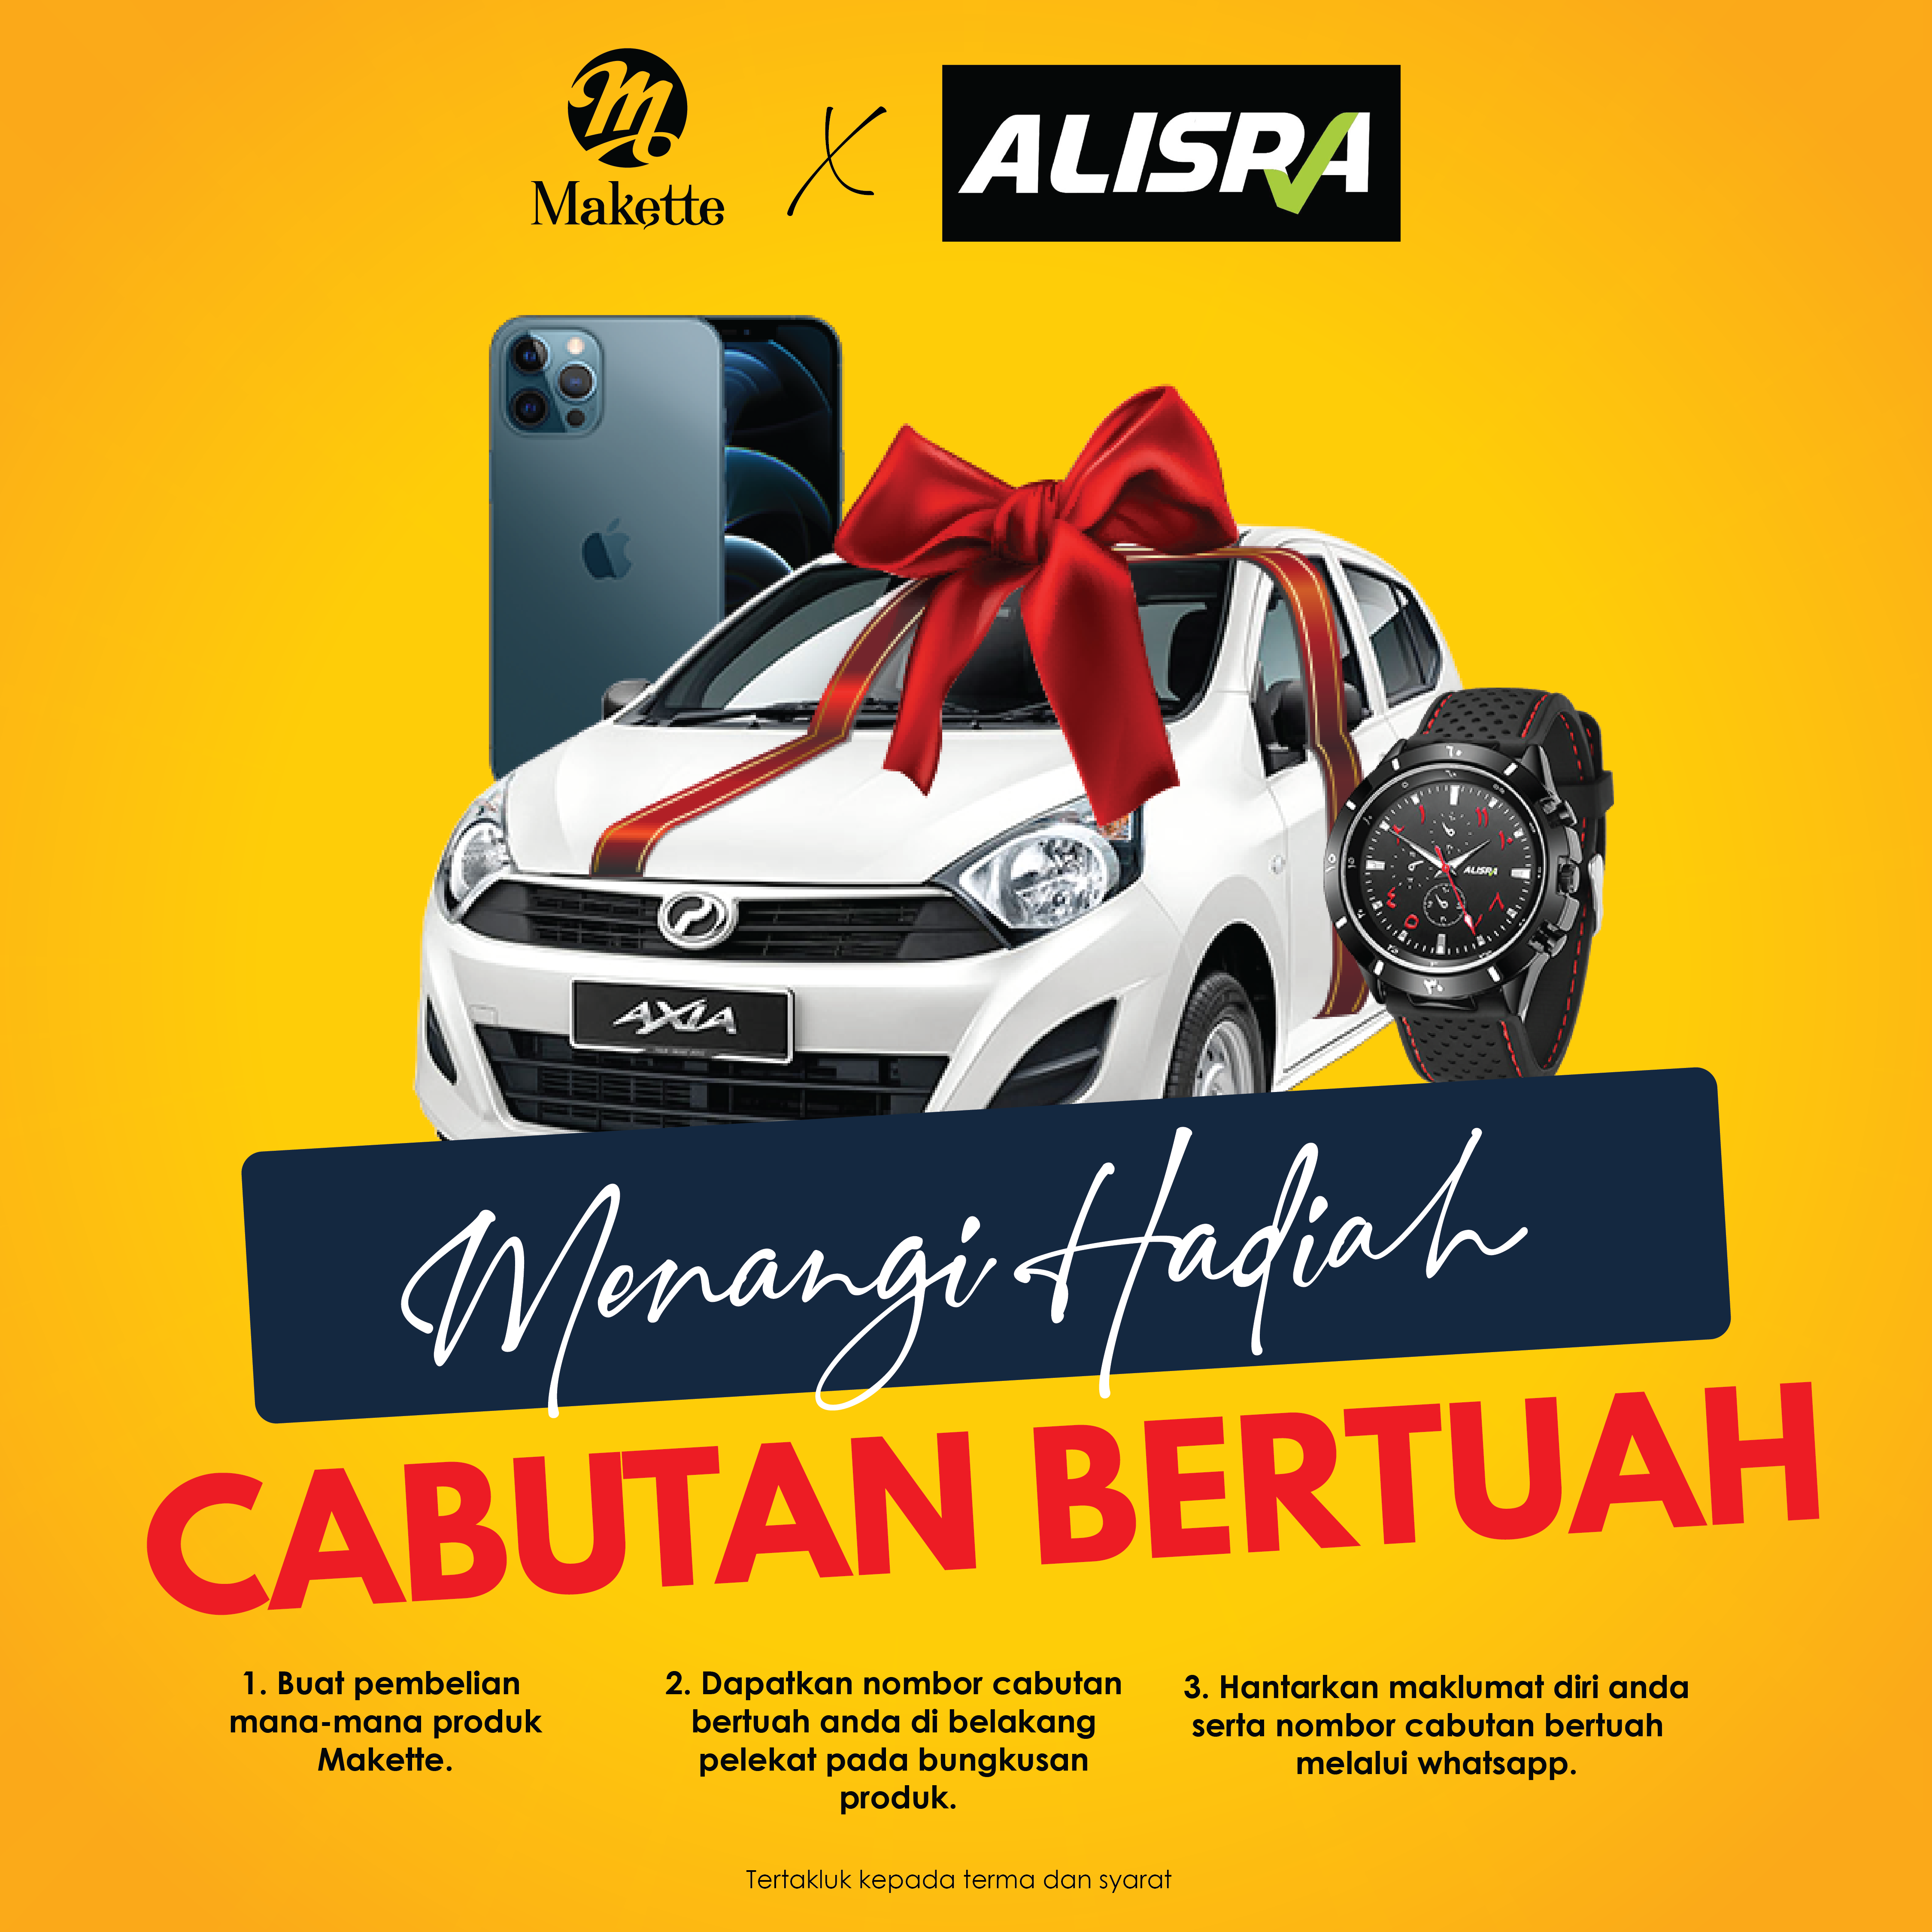 m
Makette
X
ALISRA
AXIA
ALISRA
Menangi Hadiah
CABUTAN BERTUAH
1. Buat pembelian
mana-mana produk
Makette.
2. Dapatkan nombor cabutan
bertuah anda di belakang
pelekat pada bungkusan
produk.
3. Hantarkan maklumat diri anda
serta nombor cabutan bertuah
melalui whatsapp.
Tertakluk kepada terma dan syarat